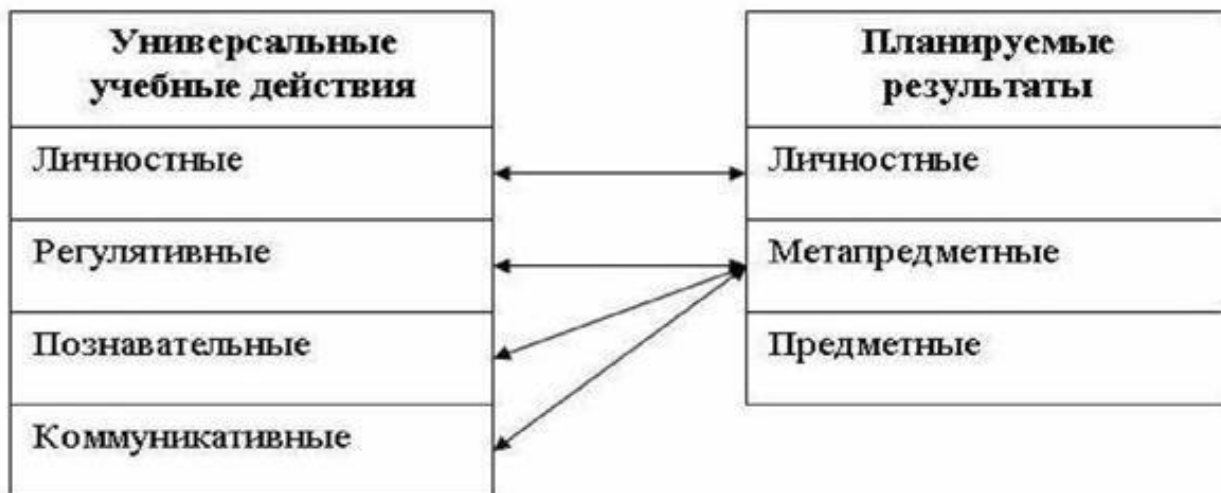 Универсальные
учебные действия
Личностные
Регулятивные
Познавательные
Коммуникативные
Планируемые
результаты
Личностные
Метапредметные
Предметные